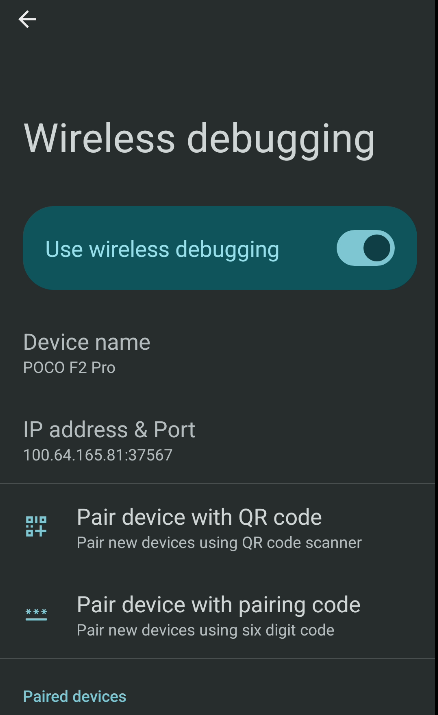 Wireless debugging
Use wireless debugging
Device name
POCO F2 Pro
IP address & Port
100.64.165.81:37567
Pair device with QR code
Pair new devices using QR code scanner
Pair device with pairing code
Pair new devices using six digit code
Paired devices